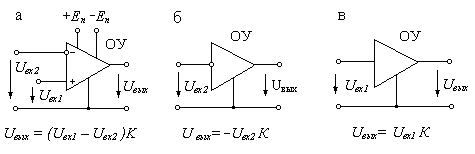 а
+Eп −Eп
ОУ
−
+
Uвх2
Uвх1
Uвых
Uвых = (Uвх1 − Uвх2)K
б
ОУ
Uвх2
Uвых
Uвых= −Uвх2 K
в
ОУ
Uвх1
Uвых
Uвых= Uвх1 K